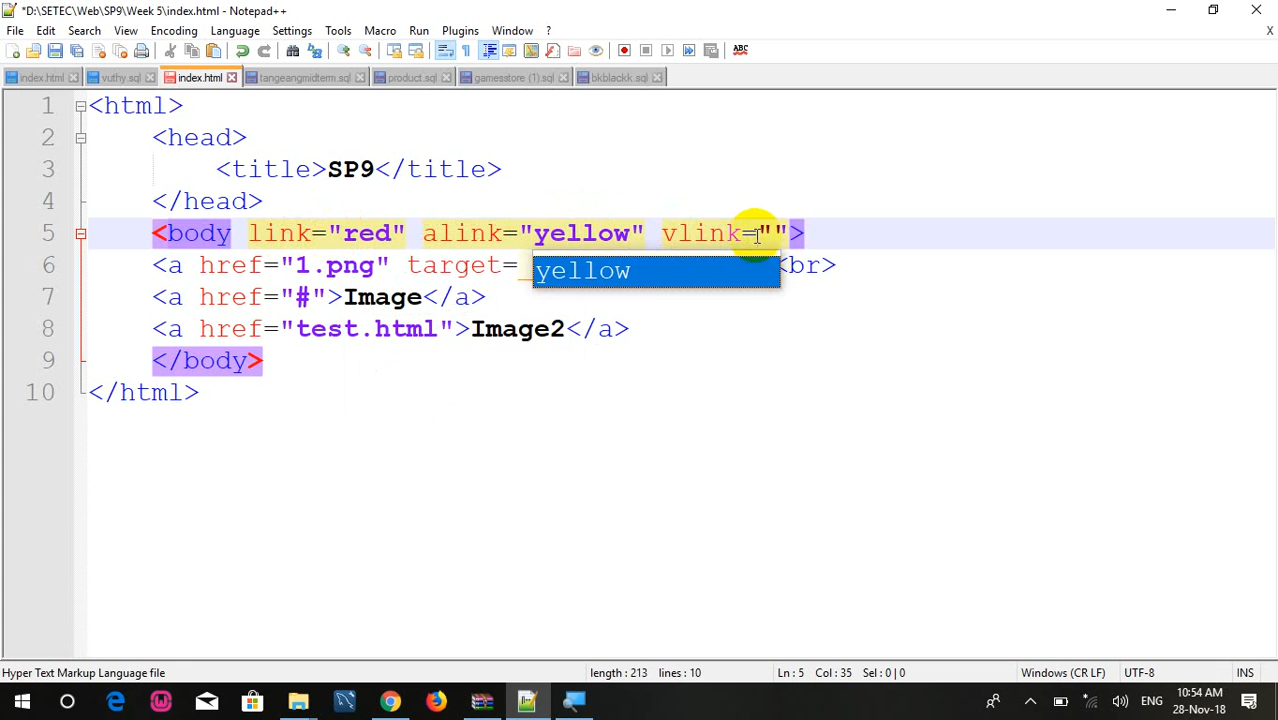 *D:\SETEC\Web\SP9\Week 5\index.html - Notepad++
File Edit Search View Encoding Language Settings Tools Macro Run Plugins Window ? X
index.html vuthy.sql index.html tangeangmidterm.sql product.sql gamesstore (1).sql bkblackk.sql
1 <html>
2 <head>
3 <title>SP9</title>
4 </head>
5 <body link="red" alink="yellow" vlink="">
6 <a href="1.png" target= <br>
yellow
7 <a href="#">Image</a>
8 <a href="test.html">Image2</a>
9 </body>
10 </html>
Hyper Text Markup Language file length : 213 lines : 10 Ln : 5 Col : 35 Sel : 0 | 0 Windows (CR LF) UTF-8 INS
ENG 10:54 AM
28-Nov-18